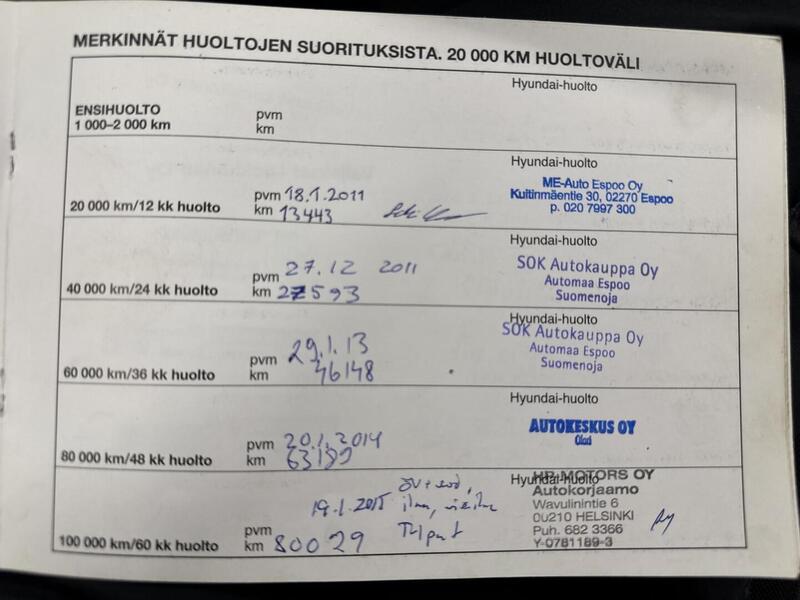 MERKINNÄT HUOLTOJEN SUORITUKSISTA. 20 000 KM HUOLTOVÄLI
Hyundai-huolto
ENSIHUOLTO
1 000–2 000 km
pvm
km
Hyundai-huolto
20 000 km/12 kk huolto
pvm 18.1.2011
km 13443
ME-Auto Espoo Oy
Kuitinmäentie 30, 02270 Espoo
p. 020 7997 300
Hyundai-huolto
40 000 km/24 kk huolto
pvm 27.12 2011
km 27593
SOK Autokauppa Oy
Automaa Espoo
Suomenoja
Hyundai-huolto
60 000 km/36 kk huolto
pvm 29.1.13
km 46148
SOK Autokauppa Oy
Automaa Espoo
Suomenoja
Hyundai-huolto
80 000 km/48 kk huolto
pvm 20.1.2014
km
AUTOKESKUS OY
Olari
Hyundai-huolto
100 000 km/60 kk huolto
pvm 19.1.2015
km 80029
HP-MOTORS OY
Autokorjaamo
Wavulinintie 6
00210 HELSINKI
Puh. 682 3366
Y-0781189-3